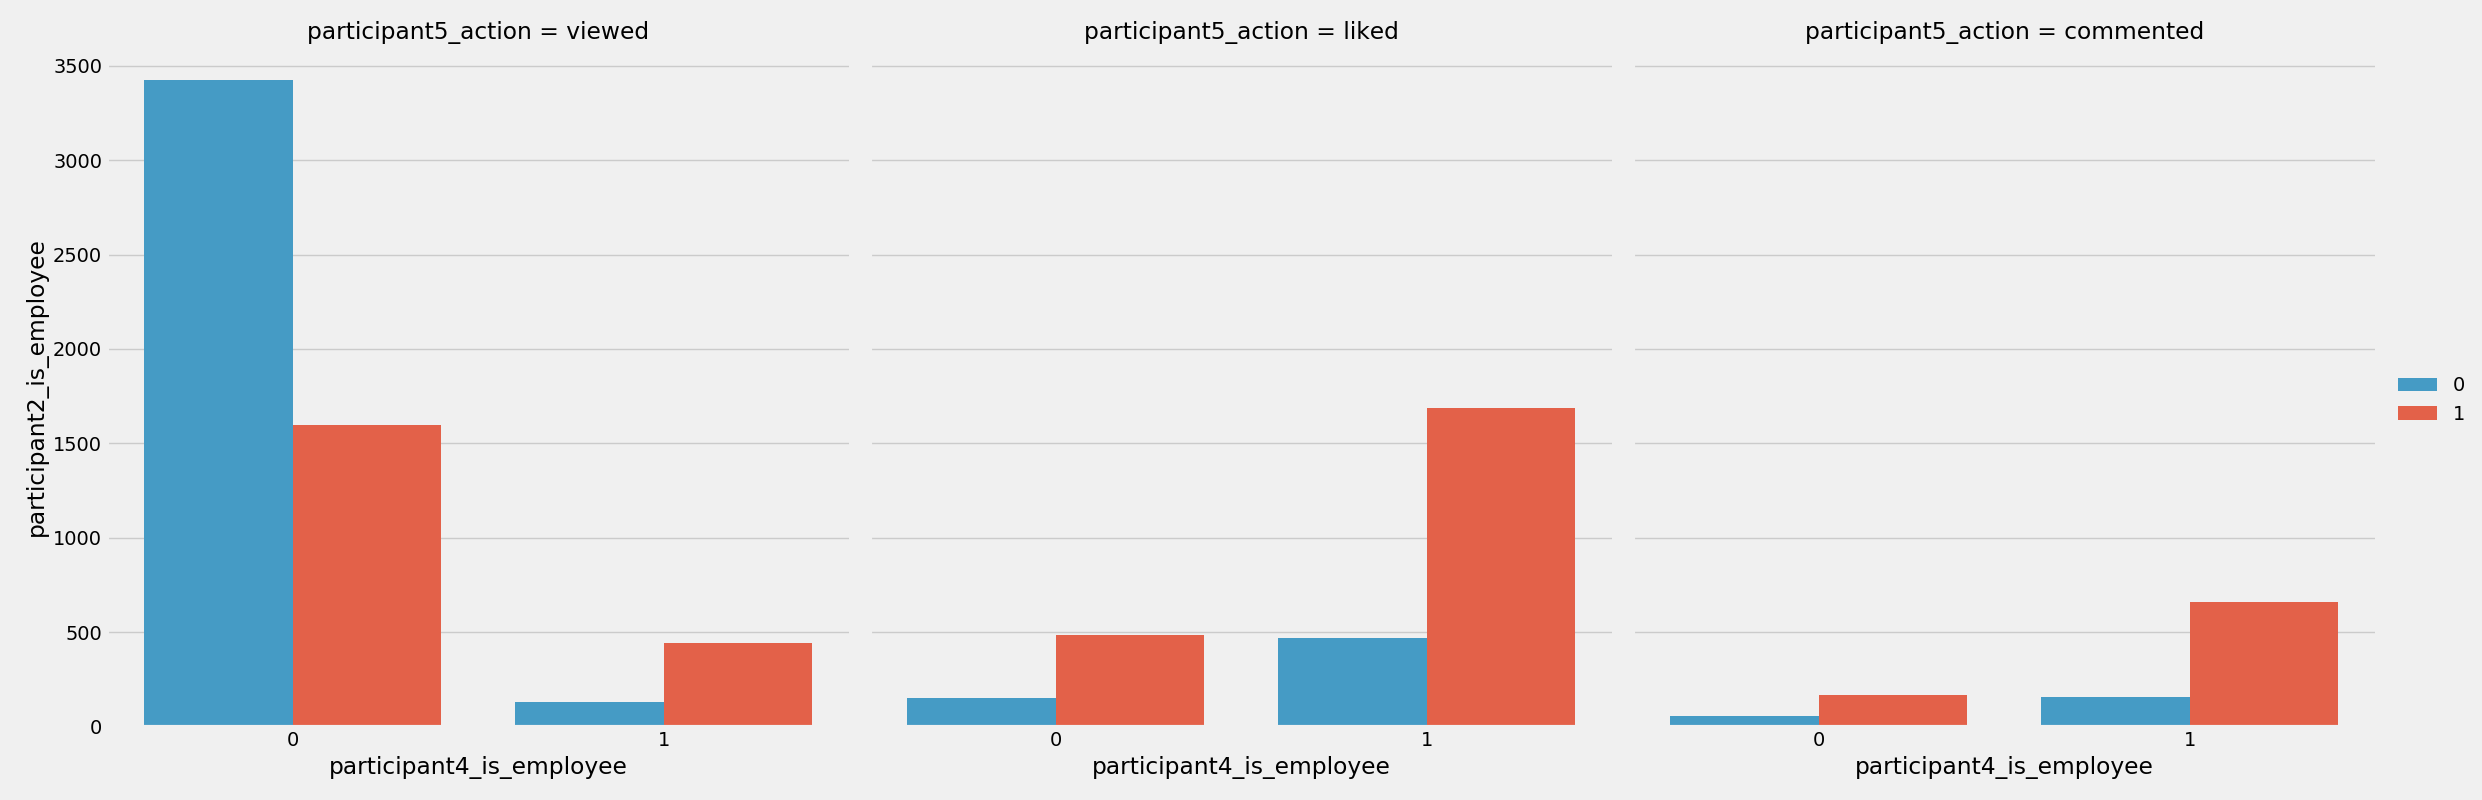 participant5_action = viewed
participant5_action = liked
participant5_action = commented
participant2_is_employee
3500
3000
2500
2000
1500
1000
500
0
0 1
0 1
0 1
participant4_is_employee
participant4_is_employee
participant4_is_employee
0
1